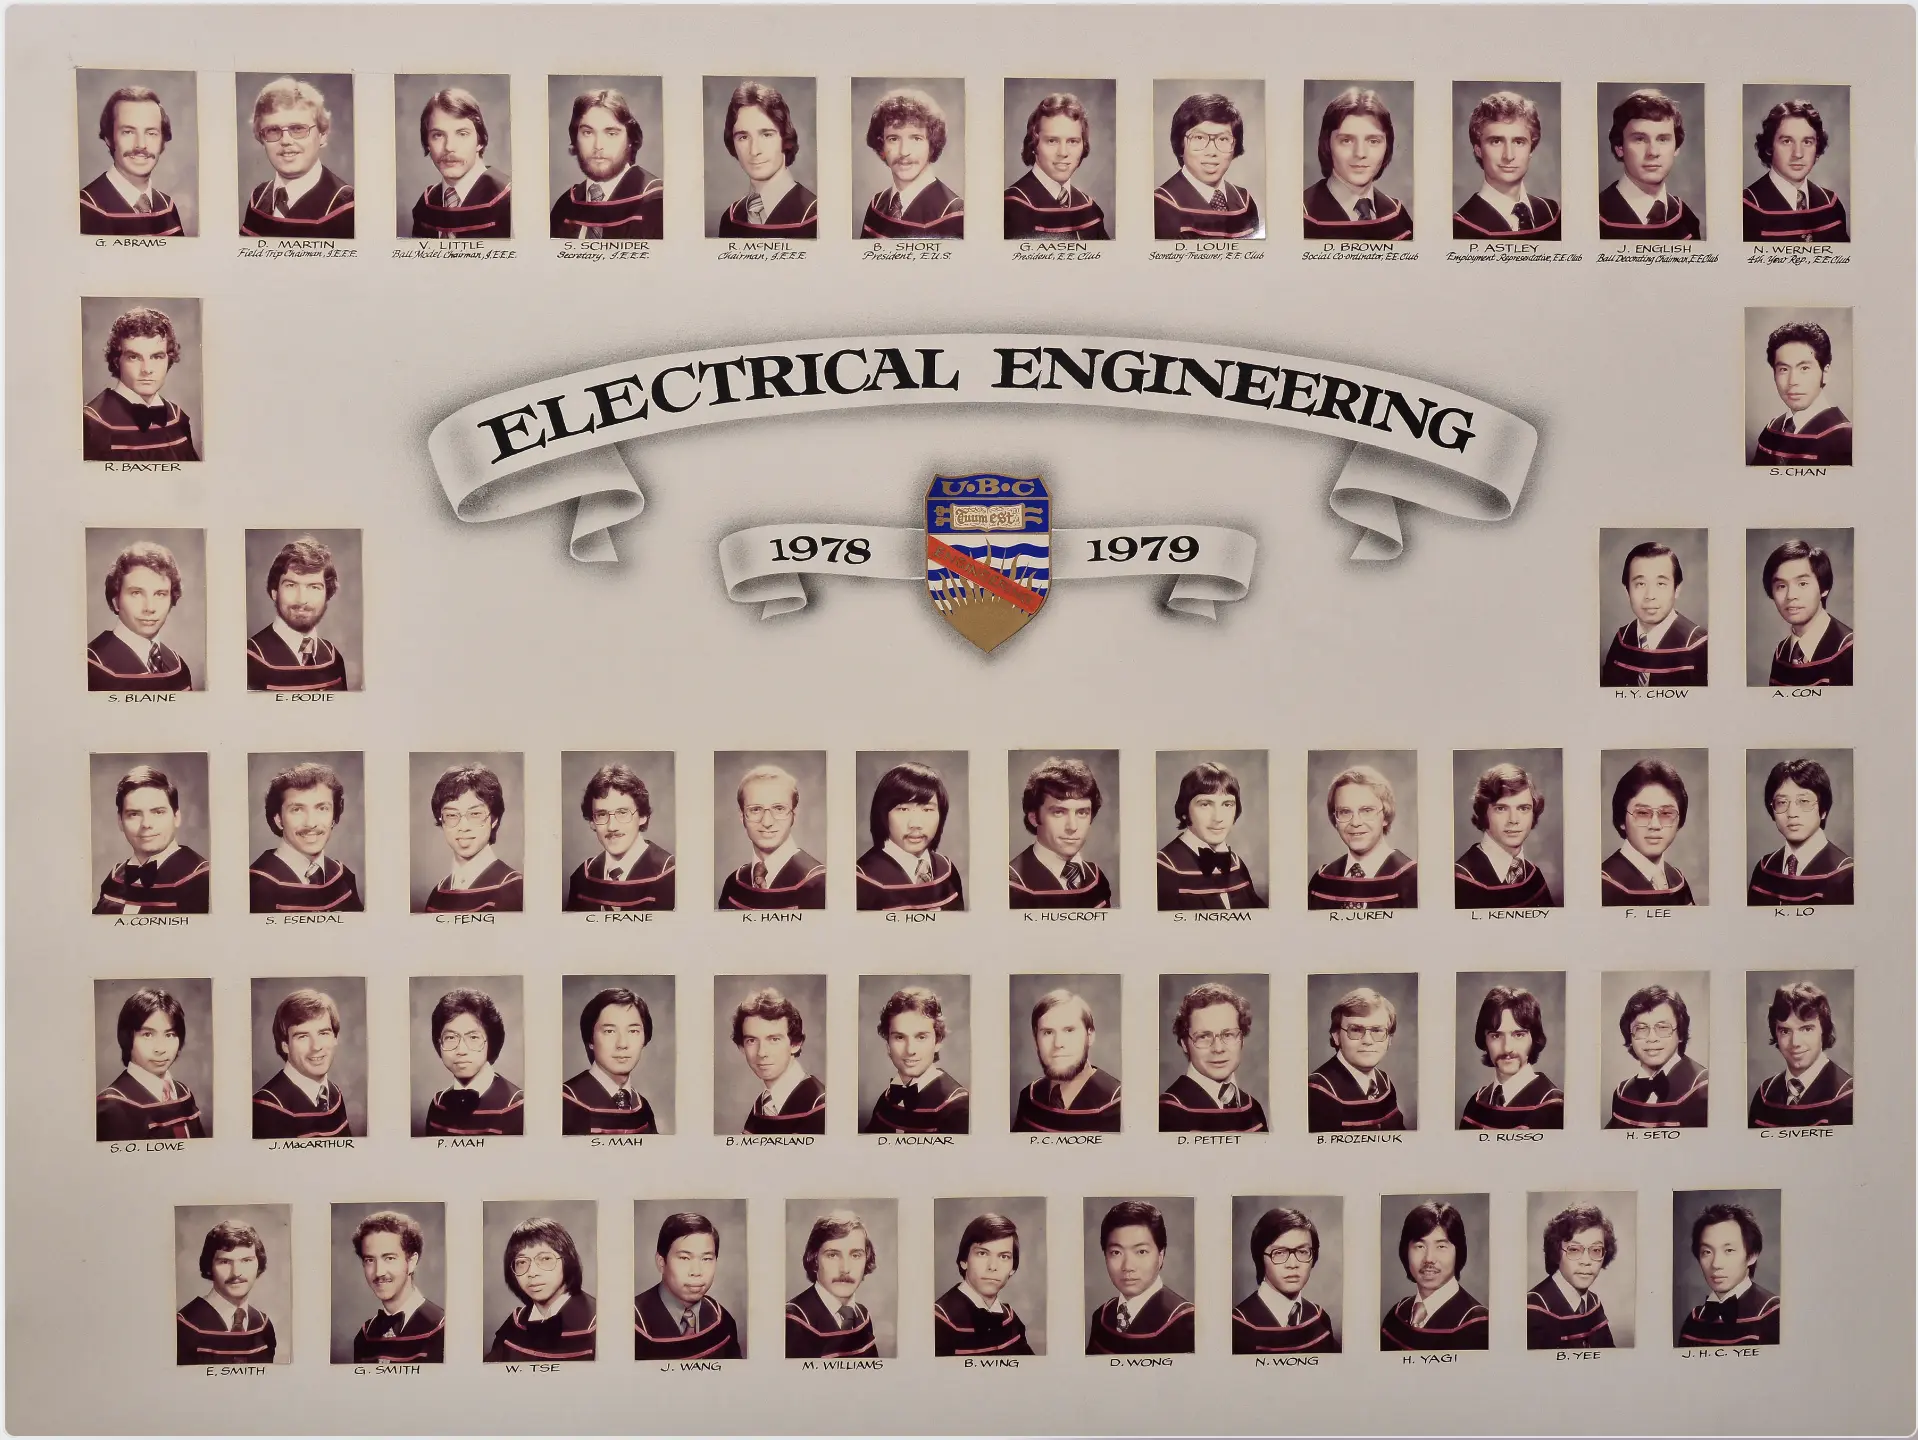 G. ABRAMS
D. MARTIN
Field Trip Chairman, I.E.E.E.
V. LITTLE
Ball Model Chairman, I.E.E.E.
S. SCHNIDER
Secretary, I.E.E.E.
R. McNEIL
Chairman, I.E.E.E.
B. SHORT
President, E.U.S.
G. AASEN
President, E.E. Club
D. LOUIE
Secretary-Treasurer, E.E. Club
D. BROWN
Social Co-ordinator, E.E. Club
P. ASTLEY
Employment Representative, E.E. Club
J. ENGLISH
Ball Decorating Chairman, E.E. Club
N. WERNER
4th. Year Rep., E.E. Club
ELECTRICAL ENGINEERING
R. BAXTER
S. CHAN
U·B·C
Tuum est
1978
1979
S. BLAINE
E. BODIE
H. Y. CHOW
A. CON
A. CORNISH
S. ESENDAL
C. FENG
C. FRANE
K. HAHN
G. HON
K. HUSCROFT
S. INGRAM
R. JUREN
L. KENNEDY
F. LEE
K. LO
S. O. LOWE
J. MacARTHUR
P. MAH
S. MAH
B. McPARLAND
D. MOLNAR
P. C. MOORE
D. PETTET
B. PROZENIUK
D. RUSSO
H. SETO
C. SIVERTE
E. SMITH
G. SMITH
W. TSE
J. WANG
M. WILLIAMS
B. WING
D. WONG
N. WONG
H. YAGI
B. YEE
J. H. C. YEE